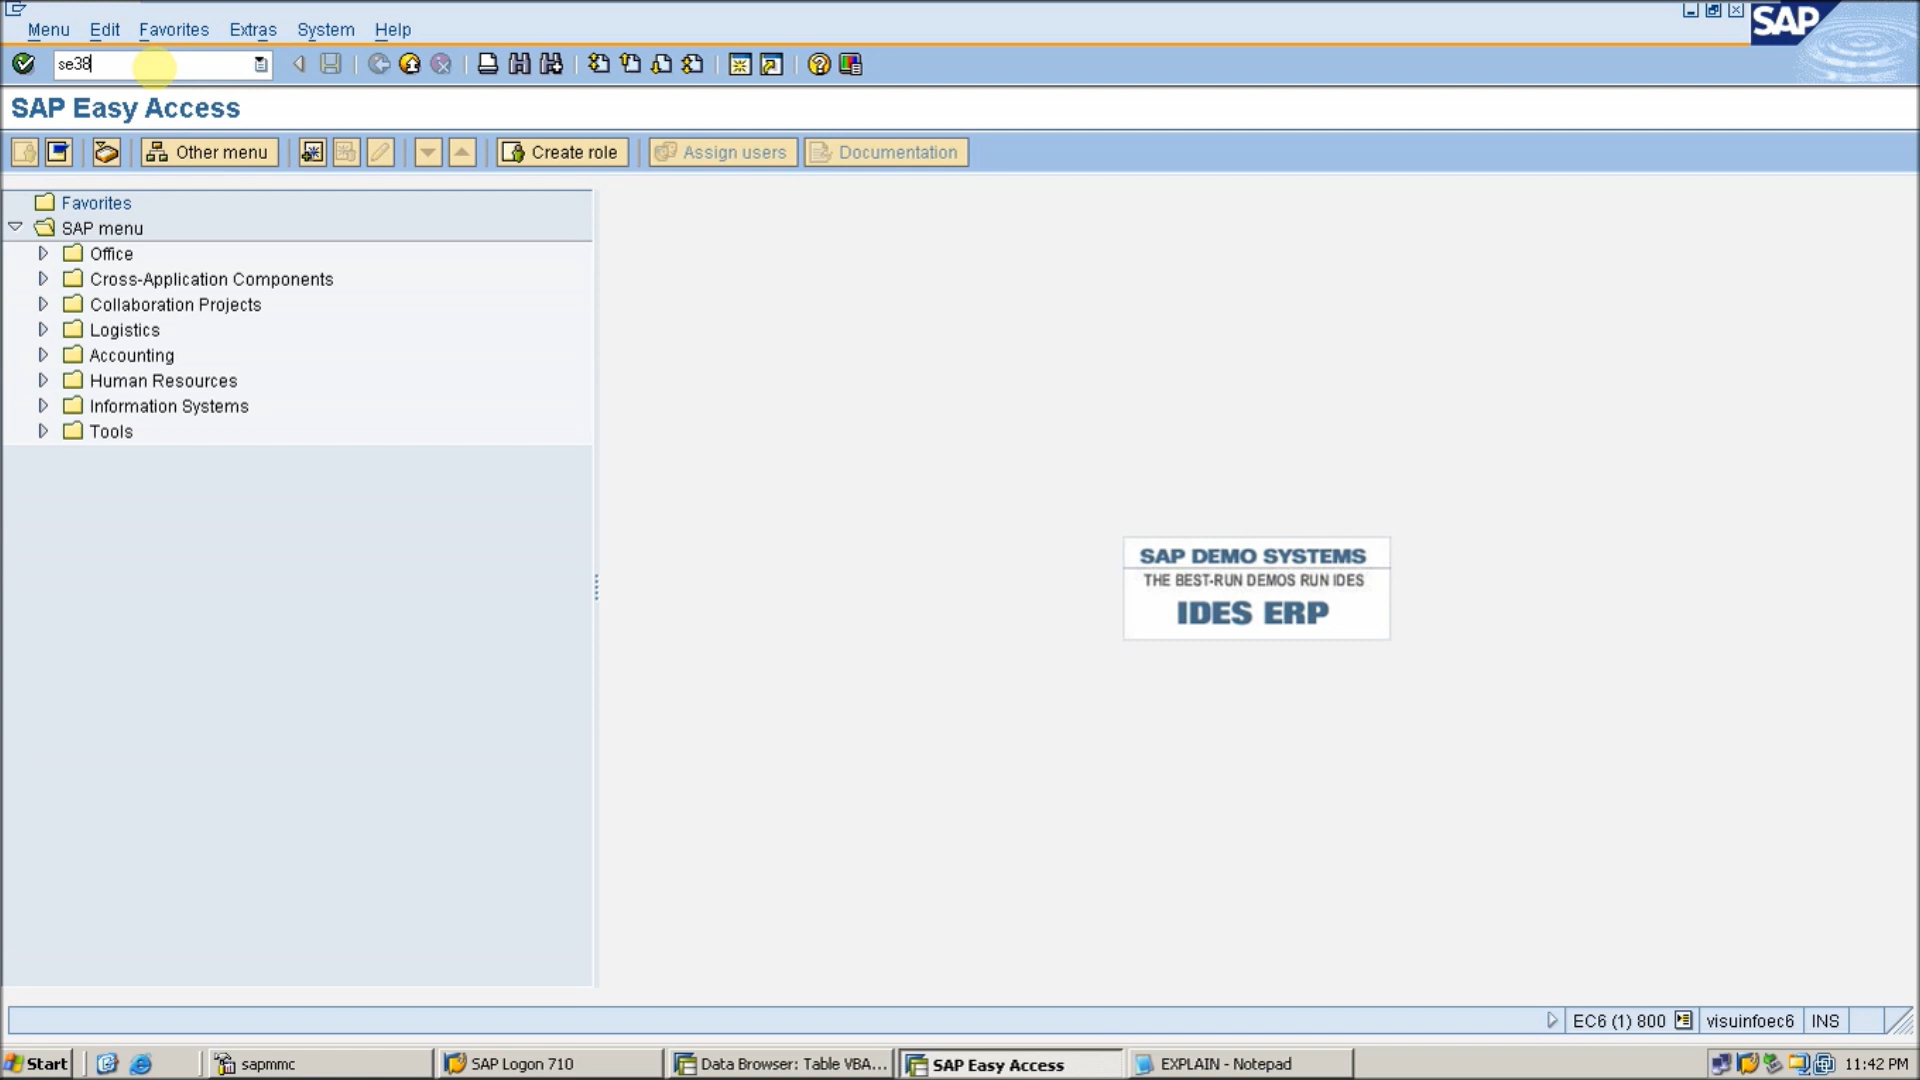 Menu Edit Favorites Extras System Help
SAP
se38
SAP Easy Access
Other menu Create role Assign users Documentation
Favorites
SAP menu
Office
Cross-Application Components
Collaboration Projects
Logistics
Accounting
Human Resources
Information Systems
Tools
SAP DEMO SYSTEMS
THE BEST-RUN DEMOS RUN IDES
IDES ERP
EC6 (1) 800 visuinfoec6 INS
Start sapmmc SAP Logon 710 Data Browser: Table VBA... SAP Easy Access EXPLAIN - Notepad 11:42 PM